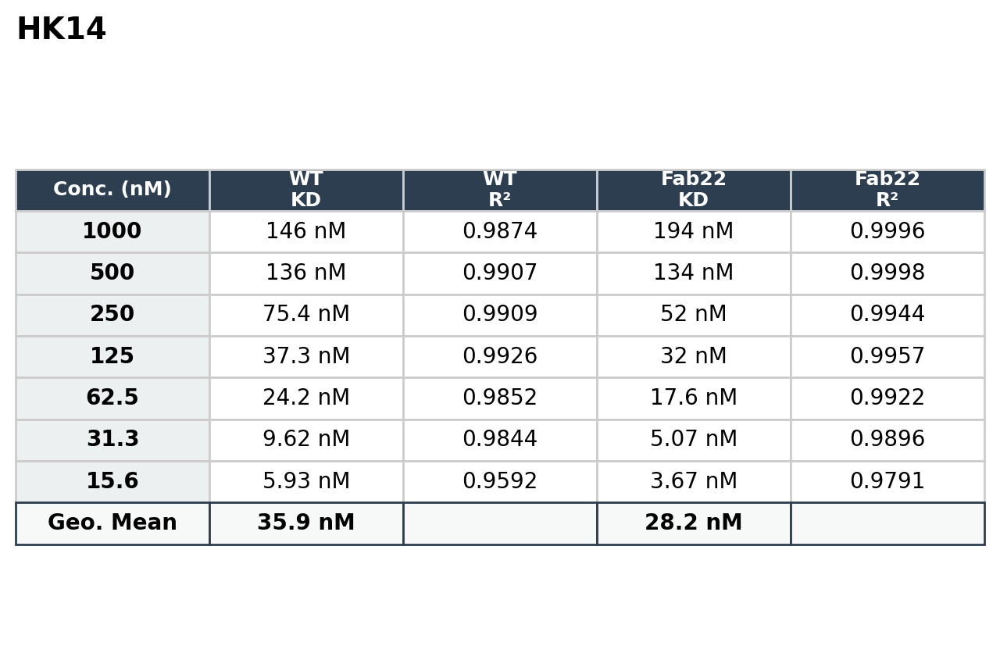 HK14
Conc. (nM) WT KD WT R² Fab22 KD Fab22 R²
1000 146 nM 0.9874 194 nM 0.9996
500 136 nM 0.9907 134 nM 0.9998
250 75.4 nM 0.9909 52 nM 0.9944
125 37.3 nM 0.9926 32 nM 0.9957
62.5 24.2 nM 0.9852 17.6 nM 0.9922
31.3 9.62 nM 0.9844 5.07 nM 0.9896
15.6 5.93 nM 0.9592 3.67 nM 0.9791
Geo. Mean 35.9 nM 28.2 nM